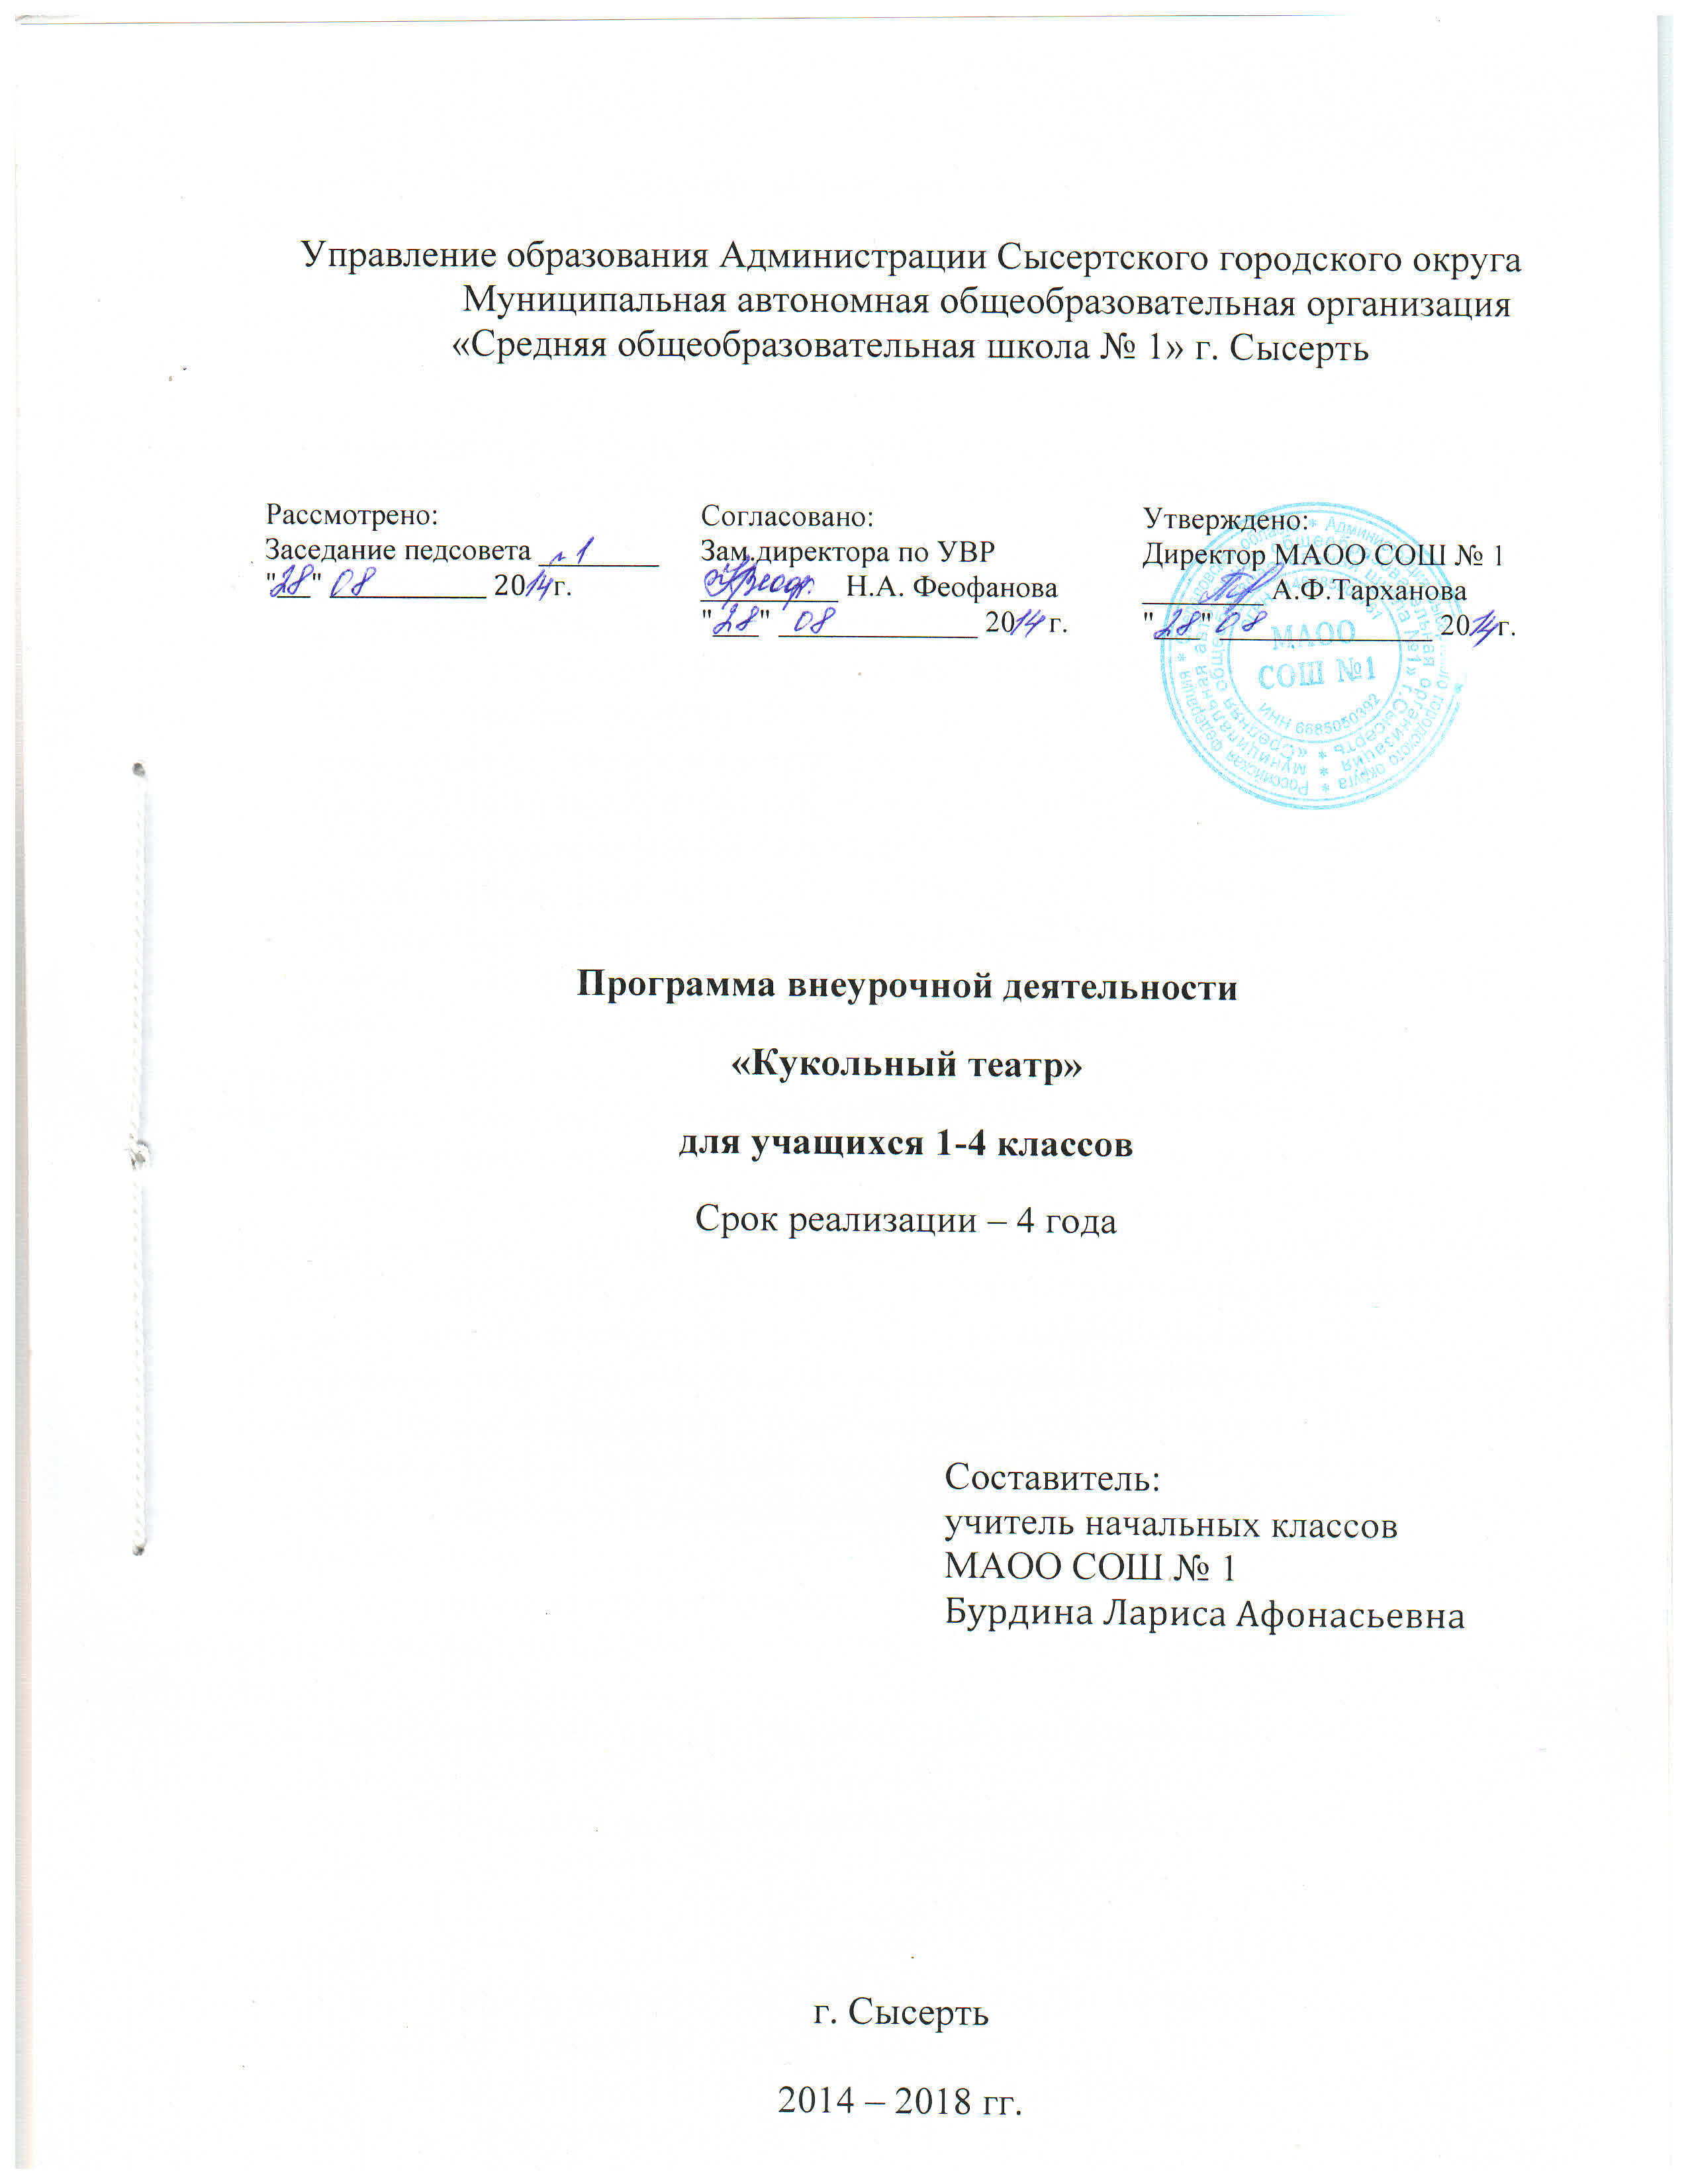 Управление образования Администрации Сысертского городского округа
Муниципальная автономная общеобразовательная организация
«Средняя общеобразовательная школа № 1» г. Сысерть
Рассмотрено:
Заседание педсовета № 1
"28" 08 2014г.
Согласовано:
Зам.директора по УВР
Н.А. Феофанова
"28" 08 2014 г.
Утверждено:
Директор МАОО СОШ № 1
А.Ф.Тарханова
"28" 08 2014г.
МАОО
СОШ №1
ИНН 6685050392
Программа внеурочной деятельности
«Кукольный театр»
для учащихся 1-4 классов
Срок реализации – 4 года
Составитель:
учитель начальных классов
МАОО СОШ № 1
Бурдина Лариса Афонасьевна
г. Сысерть
2014 – 2018 гг.